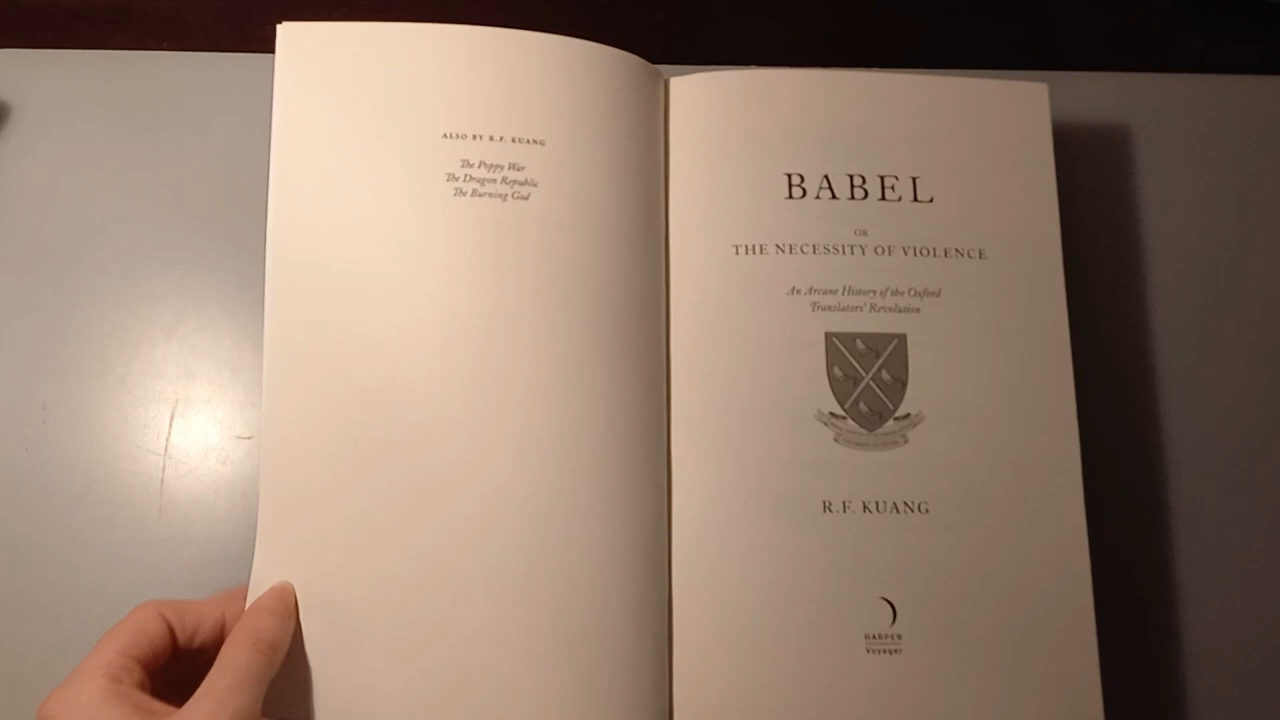 ALSO BY R.F. KUANG
The Poppy War
The Dragon Republic
The Burning God
BABEL
OR
THE NECESSITY OF VIOLENCE
An Arcane History of the Oxford
Translators' Revolution
R.F. KUANG
HARPER
Voyager